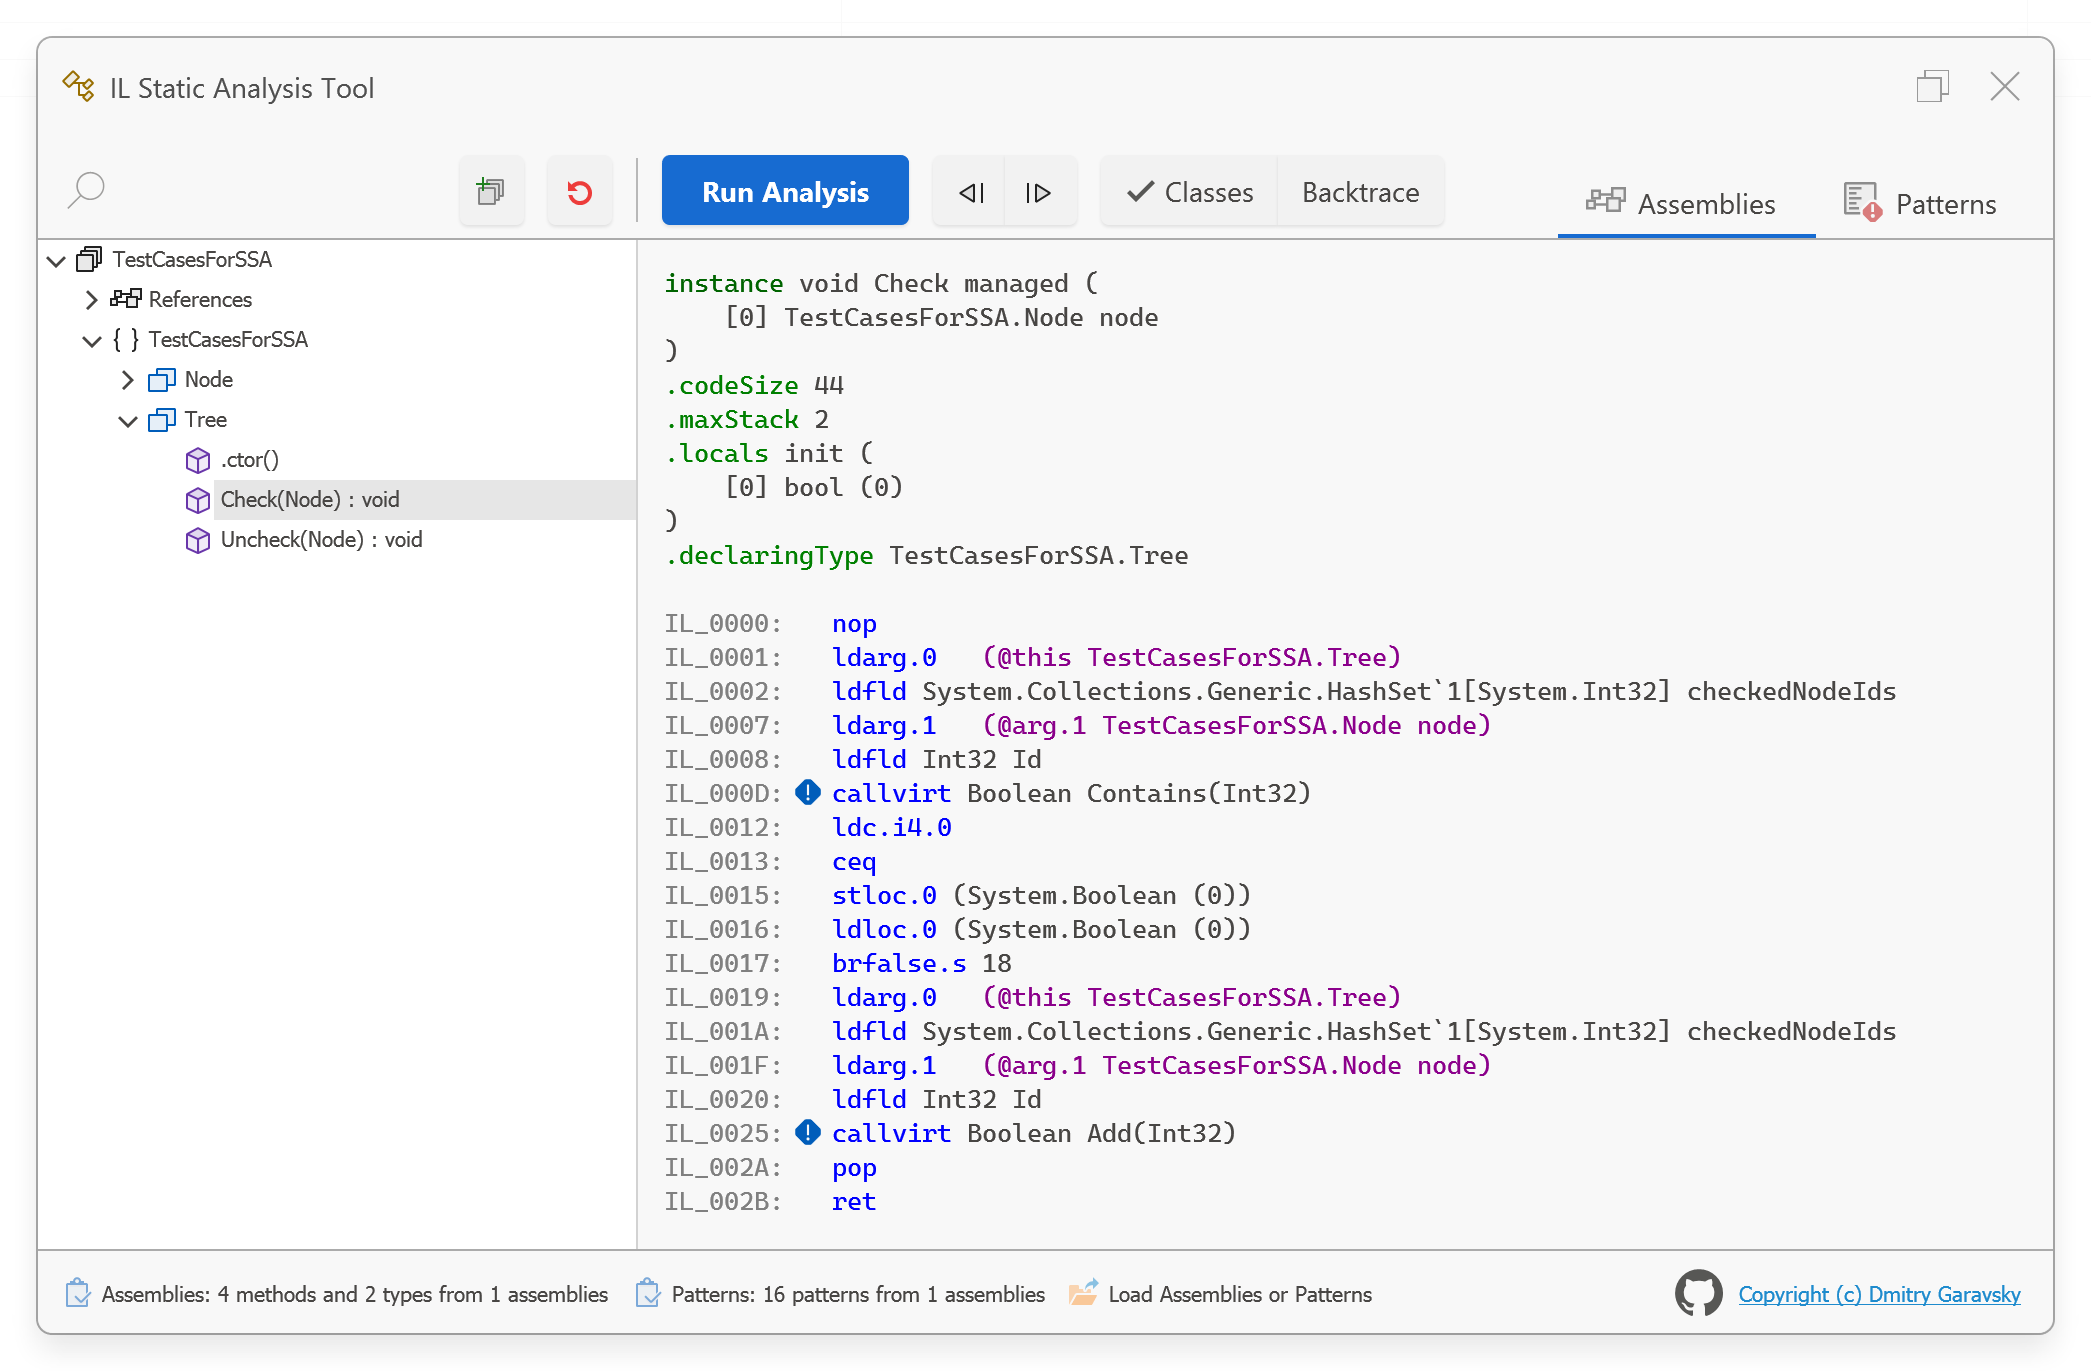 IL Static Analysis Tool
Run Analysis
Classes
Backtrace
Assemblies
Patterns
TestCasesForSSA
References
{ } TestCasesForSSA
Node
Tree
.ctor()
Check(Node) : void
Uncheck(Node) : void
instance void Check managed (
[0] TestCasesForSSA.Node node
)
.codeSize 44
.maxStack 2
.locals init (
[0] bool (0)
)
.declaringType TestCasesForSSA.Tree
IL_0000: nop
IL_0001: ldarg.0 (@this TestCasesForSSA.Tree)
IL_0002: ldfld System.Collections.Generic.HashSet`1[System.Int32] checkedNodeIds
IL_0007: ldarg.1 (@arg.1 TestCasesForSSA.Node node)
IL_0008: ldfld Int32 Id
IL_000D: callvirt Boolean Contains(Int32)
IL_0012: ldc.i4.0
IL_0013: ceq
IL_0015: stloc.0 (System.Boolean (0))
IL_0016: ldloc.0 (System.Boolean (0))
IL_0017: brfalse.s 18
IL_0019: ldarg.0 (@this TestCasesForSSA.Tree)
IL_001A: ldfld System.Collections.Generic.HashSet`1[System.Int32] checkedNodeIds
IL_001F: ldarg.1 (@arg.1 TestCasesForSSA.Node node)
IL_0020: ldfld Int32 Id
IL_0025: callvirt Boolean Add(Int32)
IL_002A: pop
IL_002B: ret
Assemblies: 4 methods and 2 types from 1 assemblies
Patterns: 16 patterns from 1 assemblies
Load Assemblies or Patterns
Copyright (c) Dmitry Garavsky